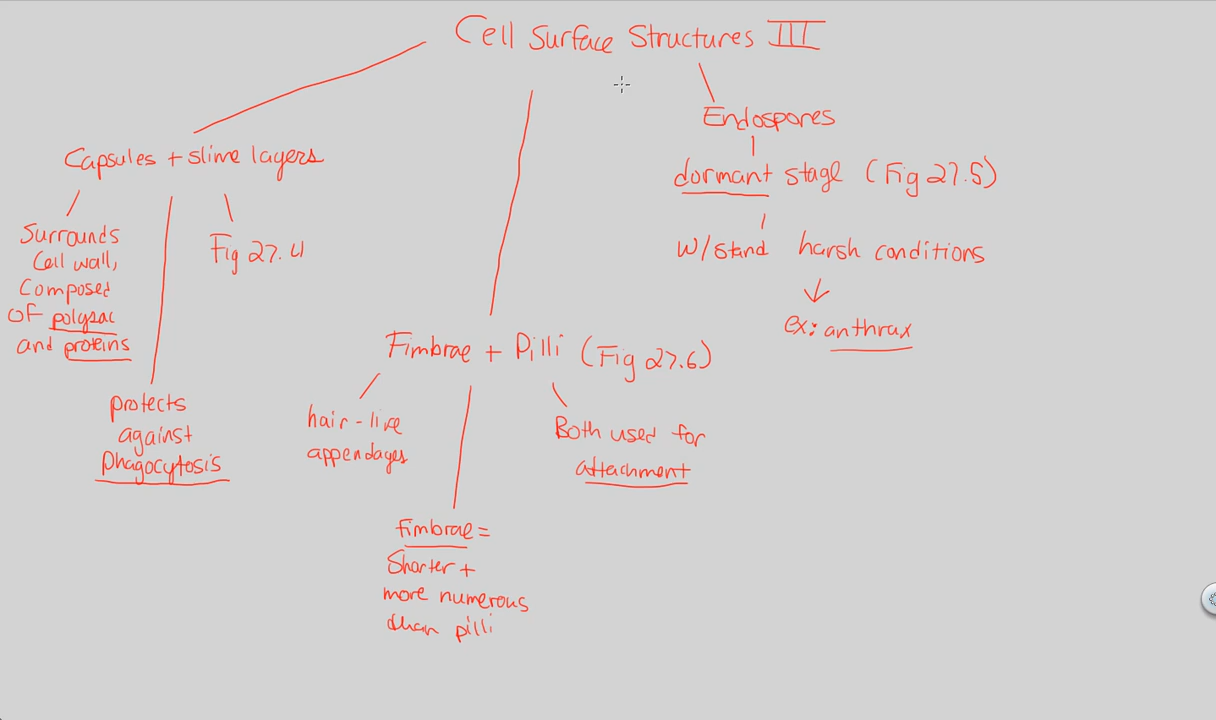 Cell Surface Structures III
Capsules + slime layers
Surrounds
Cell wall,
Composed
OF polysac
and proteins
protects
against
Phagocytosis
Fig 27.4
Fimbrae + Pilli (Fig 27.6)
hair-like
appendages
Fimbrae =
Shorter +
more numerous
than pilli
Both used for
attachment
Endospores
dormant stage (Fig 27.5)
w/stand harsh conditions
ex: anthrax